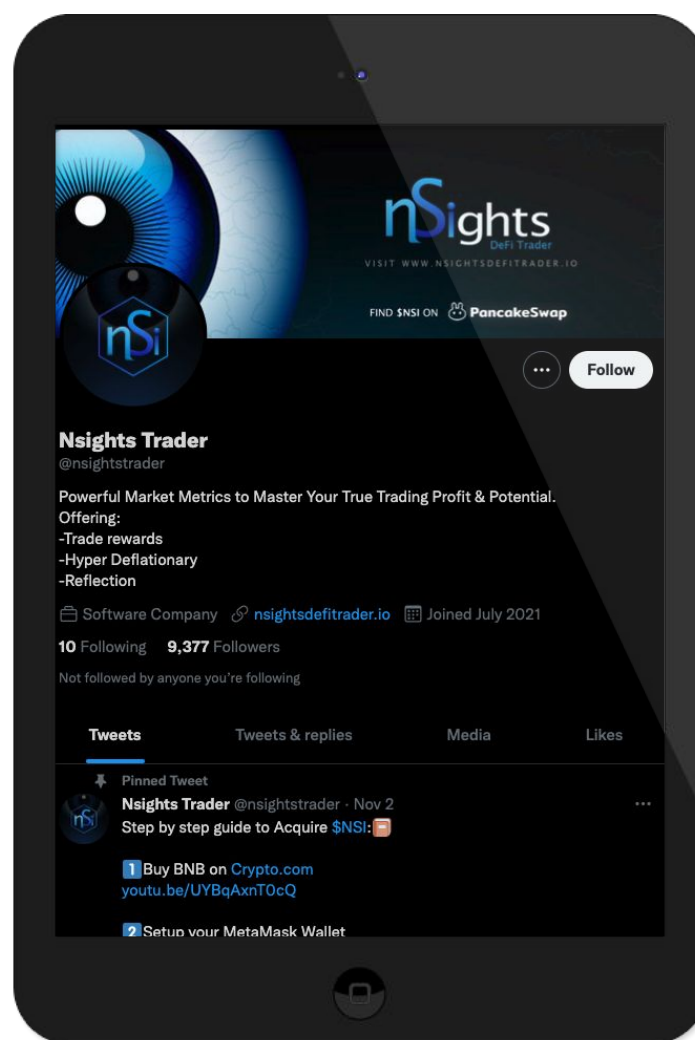 nSights
DeFi Trader
VISIT WWW.NSIGHTSDEFITRADER.IO
FIND $NSI ON PancakeSwap
nSi
Follow
Nsights Trader
@nsightstrader
Powerful Market Metrics to Master Your True Trading Profit & Potential.
Offering:
-Trade rewards
-Hyper Deflationary
-Reflection
Software Company nsightsdefitrader.io Joined July 2021
10 Following 9,377 Followers
Not followed by anyone you're following
Tweets Tweets & replies Media Likes
Pinned Tweet
Nsights Trader @nsightstrader · Nov 2
nSi
Step by step guide to Acquire $NSI:📕
1️⃣Buy BNB on Crypto.com
youtu.be/UYBqAxnT0cQ
2️⃣Setup your MetaMask Wallet